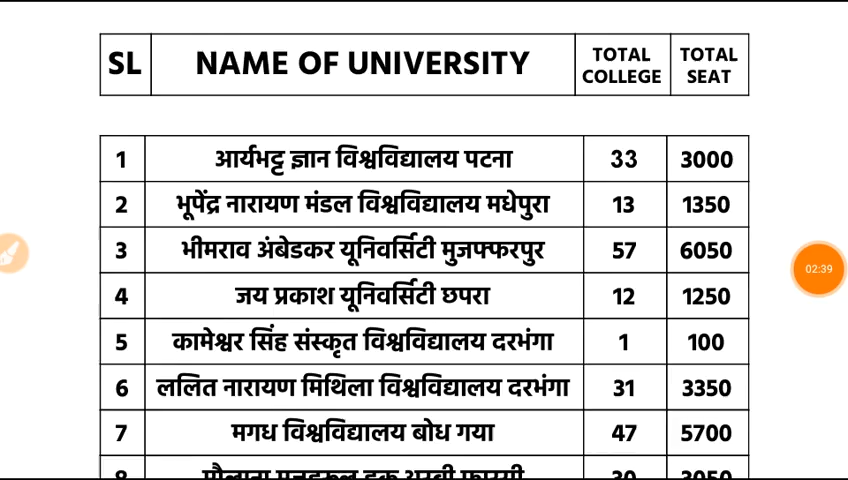 SL NAME OF UNIVERSITY TOTAL COLLEGE TOTAL SEAT
1 आर्यभट्ट ज्ञान विश्वविद्यालय पटना 33 3000
2 भूपेंद्र नारायण मंडल विश्वविद्यालय मधेपुरा 13 1350
3 भीमराव अंबेडकर यूनिवर्सिटी मुजफ्फरपुर 57 6050
4 जय प्रकाश यूनिवर्सिटी छपरा 12 1250
5 कामेश्वर सिंह संस्कृत विश्वविद्यालय दरभंगा 1 100
6 ललित नारायण मिथिला विश्वविद्यालय दरभंगा 31 3350
7 मगध विश्वविद्यालय बोध गया 47 5700
02:39